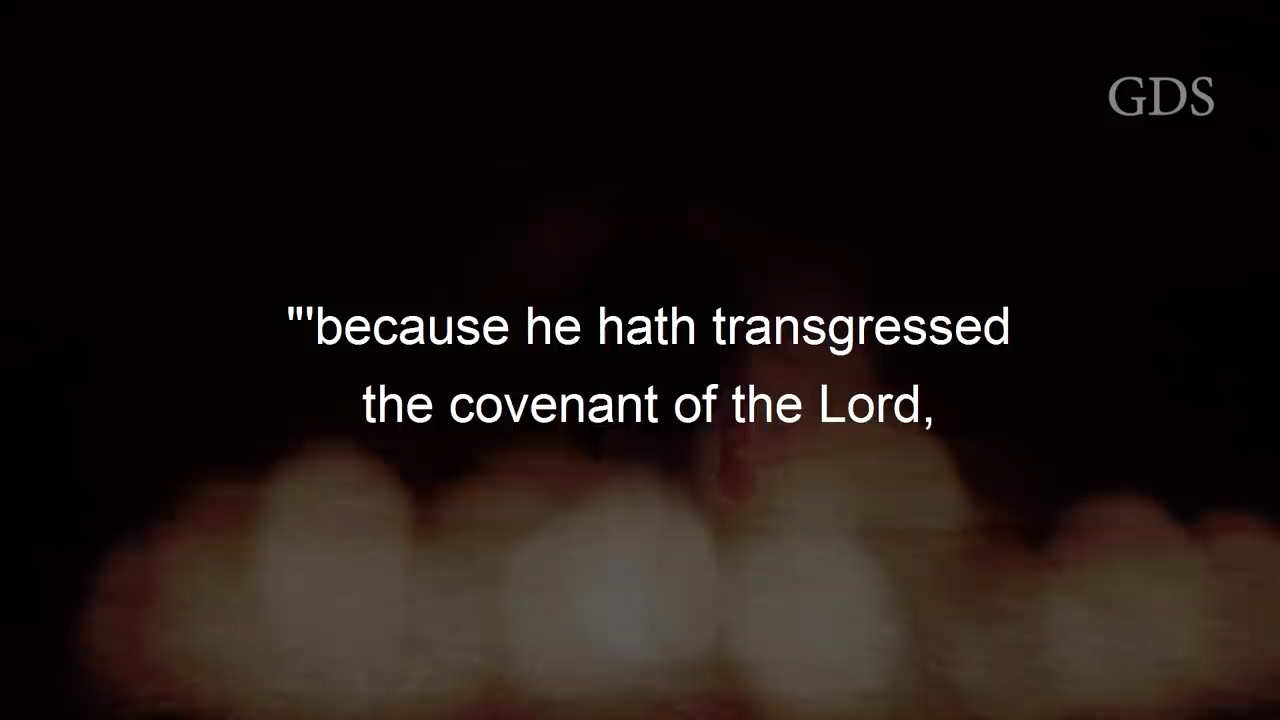 GDS
"'because he hath transgressed
the covenant of the Lord,